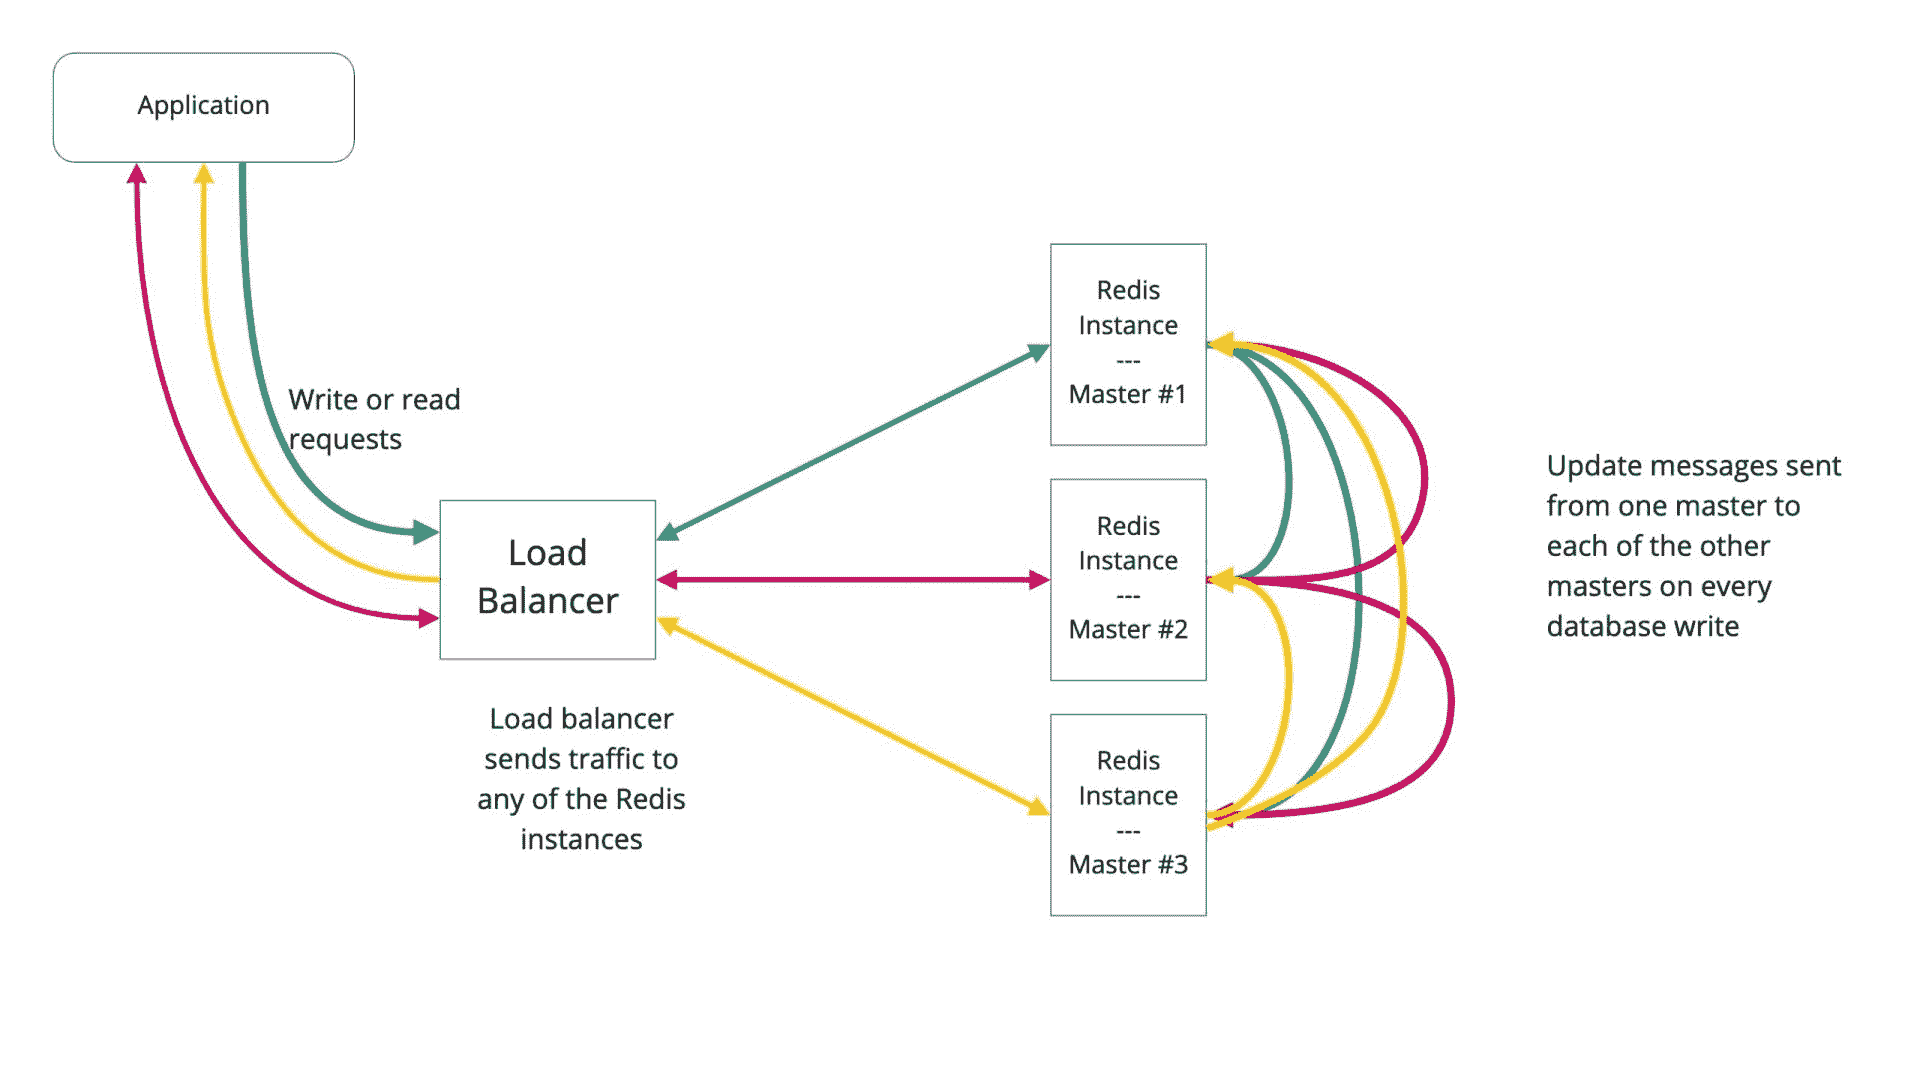 Application
Write or read
requests
Load
Balancer
Load balancer
sends traffic to
any of the Redis
instances
Redis
Instance
---
Master #1
Redis
Instance
---
Master #2
Redis
Instance
---
Master #3
Update messages sent
from one master to
each of the other
masters on every
database write